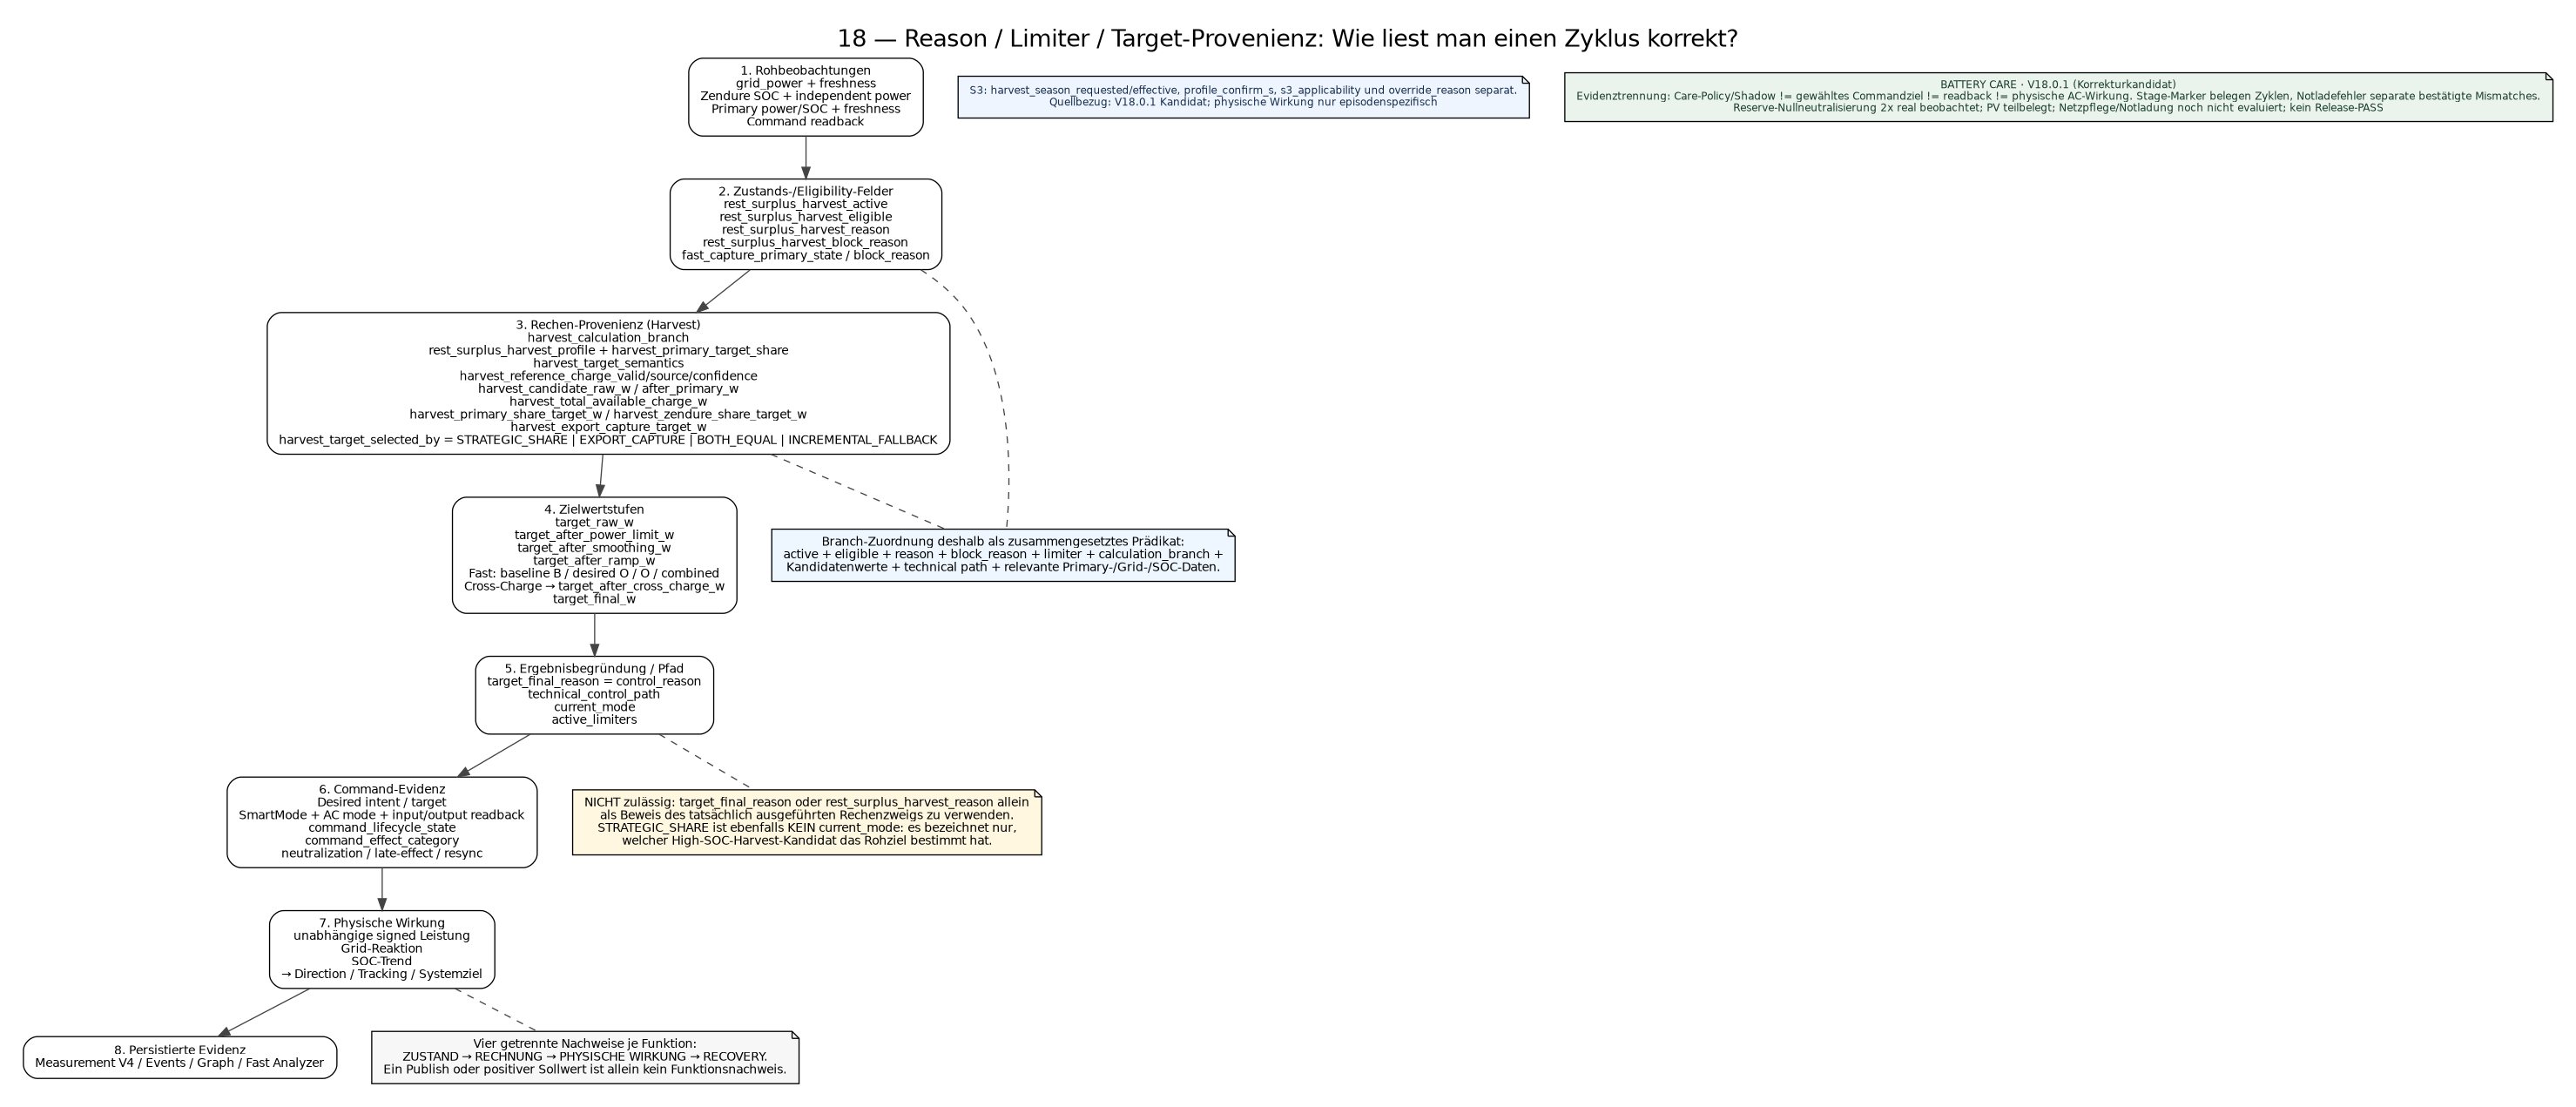 18 — Reason / Limiter / Target-Provenienz: Wie liest man einen Zyklus korrekt?
1. Rohbeobachtungen
grid_power + freshness
Zendure SOC + independent power
Primary power/SOC + freshness
Command readback
S3: harvest_season_requested/effective, profile_confirm_s, s3_applicability und override_reason separat.
Quellbezug: V18.0.1 Kandidat; physische Wirkung nur episodenspezifisch
BATTERY CARE · V18.0.1 (Korrekturkandidat)
Evidenztrennung: Care-Policy/Shadow != gewähltes Commandziel != readback != physische AC-Wirkung. Stage-Marker belegen Zyklen, Notladefehler separate bestätigte Mismatches.
Reserve-Nullneutralisierung 2x real beobachtet; PV teilbelegt; Netzpflege/Notladung noch nicht evaluiert; kein Release-PASS
2. Zustands-/Eligibility-Felder
rest_surplus_harvest_active
rest_surplus_harvest_eligible
rest_surplus_harvest_reason
rest_surplus_harvest_block_reason
fast_capture_primary_state / block_reason
3. Rechen-Provenienz (Harvest)
harvest_calculation_branch
rest_surplus_harvest_profile + harvest_primary_target_share
harvest_target_semantics
harvest_reference_charge_valid/source/confidence
harvest_candidate_raw_w / after_primary_w
harvest_total_available_charge_w
harvest_primary_share_target_w / harvest_zendure_share_target_w
harvest_export_capture_target_w
harvest_target_selected_by = STRATEGIC_SHARE | EXPORT_CAPTURE | BOTH_EQUAL | INCREMENTAL_FALLBACK
4. Zielwertstufen
target_raw_w
target_after_power_limit_w
target_after_smoothing_w
target_after_ramp_w
Fast: baseline B / desired O / O / combined
Cross-Charge → target_after_cross_charge_w
target_final_w
Branch-Zuordnung deshalb als zusammengesetztes Prädikat:
active + eligible + reason + block_reason + limiter + calculation_branch +
Kandidatenwerte + technical path + relevante Primary-/Grid-/SOC-Daten.
5. Ergebnisbegründung / Pfad
target_final_reason = control_reason
technical_control_path
current_mode
active_limiters
6. Command-Evidenz
Desired intent / target
SmartMode + AC mode + input/output readback
command_lifecycle_state
command_effect_category
neutralization / late-effect / resync
NICHT zulässig: target_final_reason oder rest_surplus_harvest_reason allein
als Beweis des tatsächlich ausgeführten Rechenzweigs zu verwenden.
STRATEGIC_SHARE ist ebenfalls KEIN current_mode: es bezeichnet nur,
welcher High-SOC-Harvest-Kandidat das Rohziel bestimmt hat.
7. Physische Wirkung
unabhängige signed Leistung
Grid-Reaktion
SOC-Trend
→ Direction / Tracking / Systemziel
8. Persistierte Evidenz
Measurement V4 / Events / Graph / Fast Analyzer
Vier getrennte Nachweise je Funktion:
ZUSTAND → RECHNUNG → PHYSISCHE WIRKUNG → RECOVERY.
Ein Publish oder positiver Sollwert ist allein kein Funktionsnachweis.